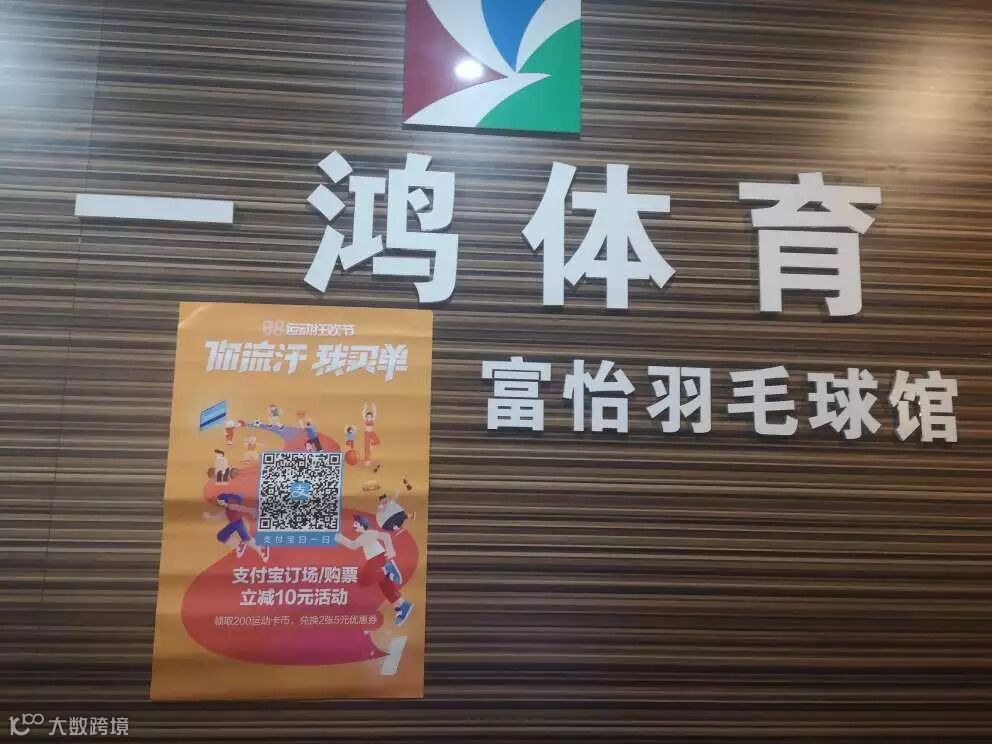 一鸿体育
富怡羽毛球馆
88运动狂欢节
你流汗 我买单
支
支付宝扫一扫
支付宝订场/购票
立减10元活动
领取200运动卡币，兑换2张5元优惠券
大数跨境